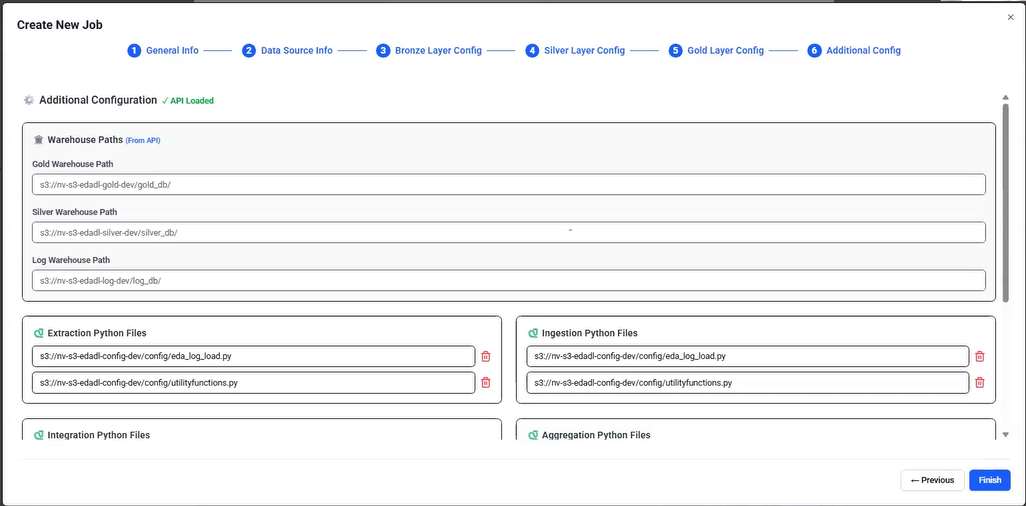 Create New Job
1 General Info 2 Data Source Info 3 Bronze Layer Config 4 Silver Layer Config 5 Gold Layer Config 6 Additional Config
Additional Configuration ✓ API Loaded
Warehouse Paths (From API)
Gold Warehouse Path
s3://nv-s3-edadl-gold-dev/gold_db/
Silver Warehouse Path
s3://nv-s3-edadl-silver-dev/silver_db/
Log Warehouse Path
s3://nv-s3-edadl-log-dev/log_db/
Extraction Python Files
s3://nv-s3-edadl-config-dev/config/eda_log_load.py
s3://nv-s3-edadl-config-dev/config/utilityfunctions.py
Ingestion Python Files
s3://nv-s3-edadl-config-dev/config/eda_log_load.py
s3://nv-s3-edadl-config-dev/config/utilityfunctions.py
Integration Python Files
Aggregation Python Files
← Previous
Finish